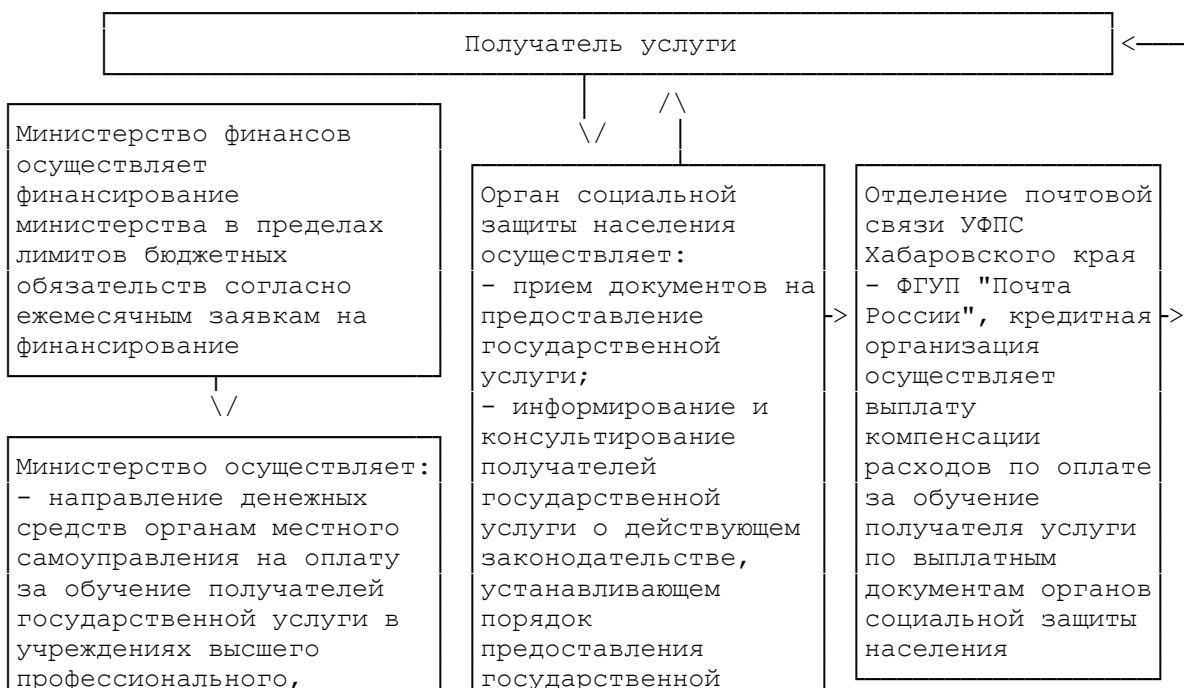 Получатель услуги
Министерство финансов
осуществляет
финансирование
министерства в пределах
лимитов бюджетных
обязательств согласно
ежемесячным заявкам на
финансирование
Министерство осуществляет:
- направление денежных
средств органам местного
самоуправления на оплату
за обучение получателей
государственной услуги в
учреждениях высшего
профессионального,
Орган социальной
защиты населения
осуществляет:
- прием документов на
предоставление
государственной
услуги;
- информирование и
консультирование
получателей
государственной
услуги о действующем
законодательстве,
устанавливающем
порядок
предоставления
государственной
Отделение почтовой
связи УФПС
Хабаровского края
- ФГУП "Почта
России", кредитная
организация
осуществляет
выплату
компенсации
расходов по оплате
за обучение
получателя услуги
по выплатным
документам органов
социальной защиты
населения